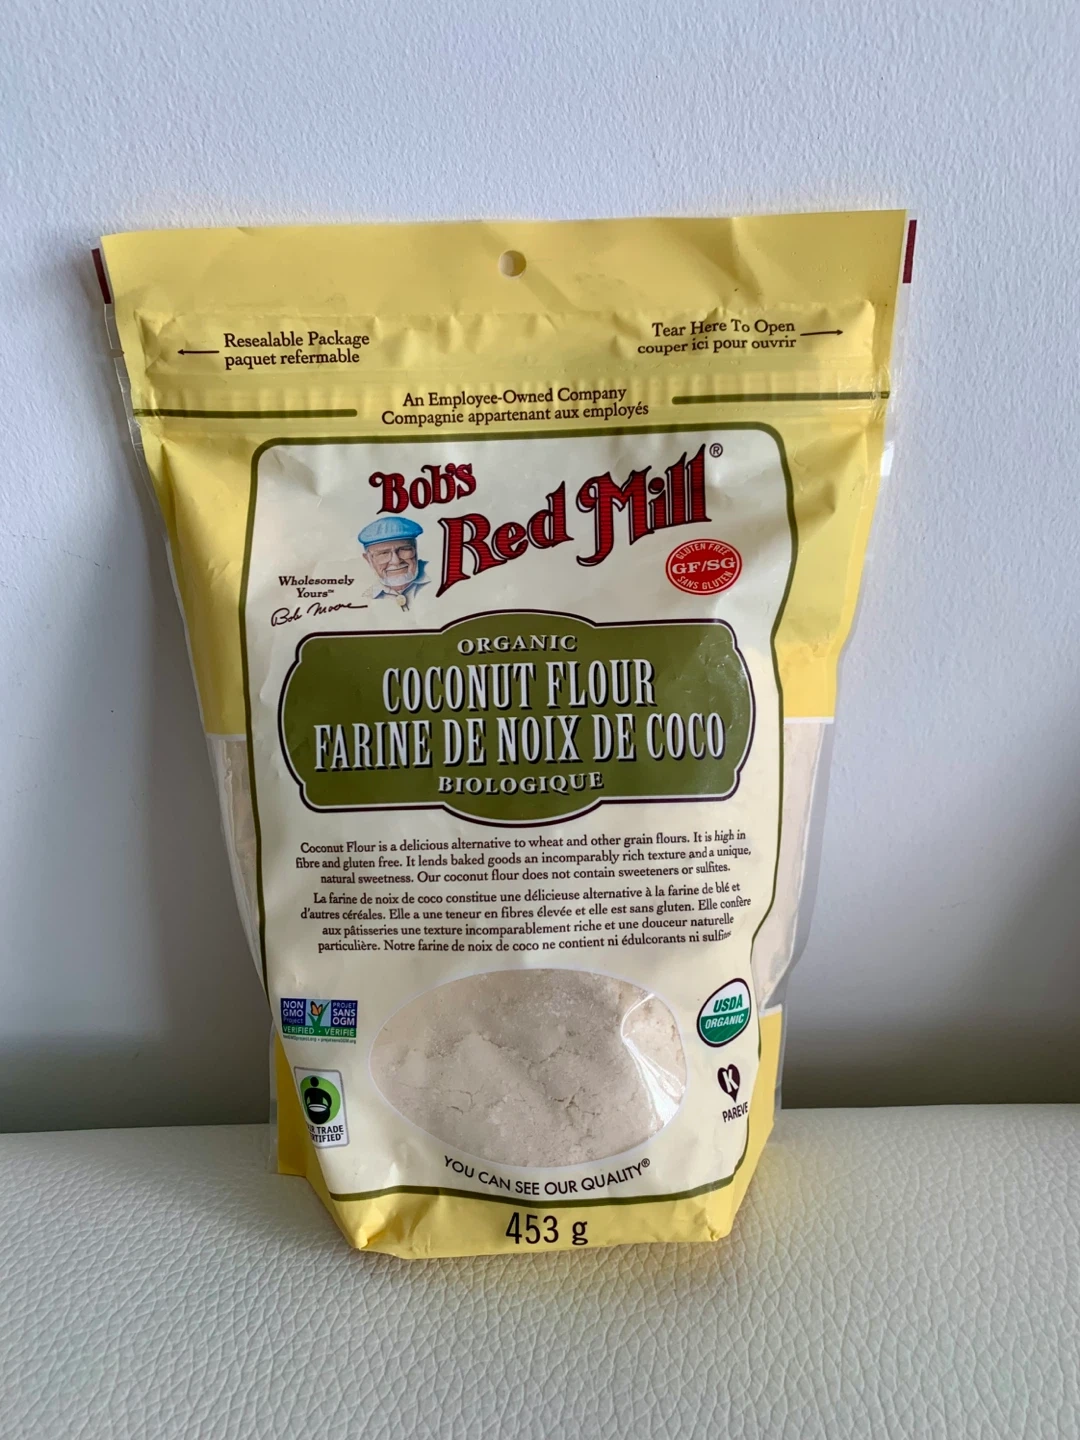 Resealable Package
paquet refermable
Tear Here To Open
couper ici pour ouvrir
An Employee-Owned Company
Compagnie appartenant aux employés
Bob's
Red Mill®
Wholesomely
Yours™
Bob Moore
GLUTEN FREE
GF/SG
SANS GLUTEN
ORGANIC
COCONUT FLOUR
FARINE DE NOIX DE COCO
BIOLOGIQUE
Coconut Flour is a delicious alternative to wheat and other grain flours. It is high in
fibre and gluten free. It lends baked goods an incomparably rich texture and a unique,
natural sweetness. Our coconut flour does not contain sweeteners or sulfites.
La farine de noix de coco constitue une délicieuse alternative à la farine de blé et
d'autres céréales. Elle a une teneur en fibres élevée et elle est sans gluten. Elle confère
aux pâtisseries une texture incomparablement riche et une douceur naturelle
particulière. Notre farine de noix de coco ne contient ni édulcorants ni
NON
GMO
Project
PROJET
SANS
OGM
VERIFIED • VÉRIFIÉ
USDA
ORGANIC
K
PAREVE
TRADE
YOU CAN SEE OUR QUALITY®
453 g